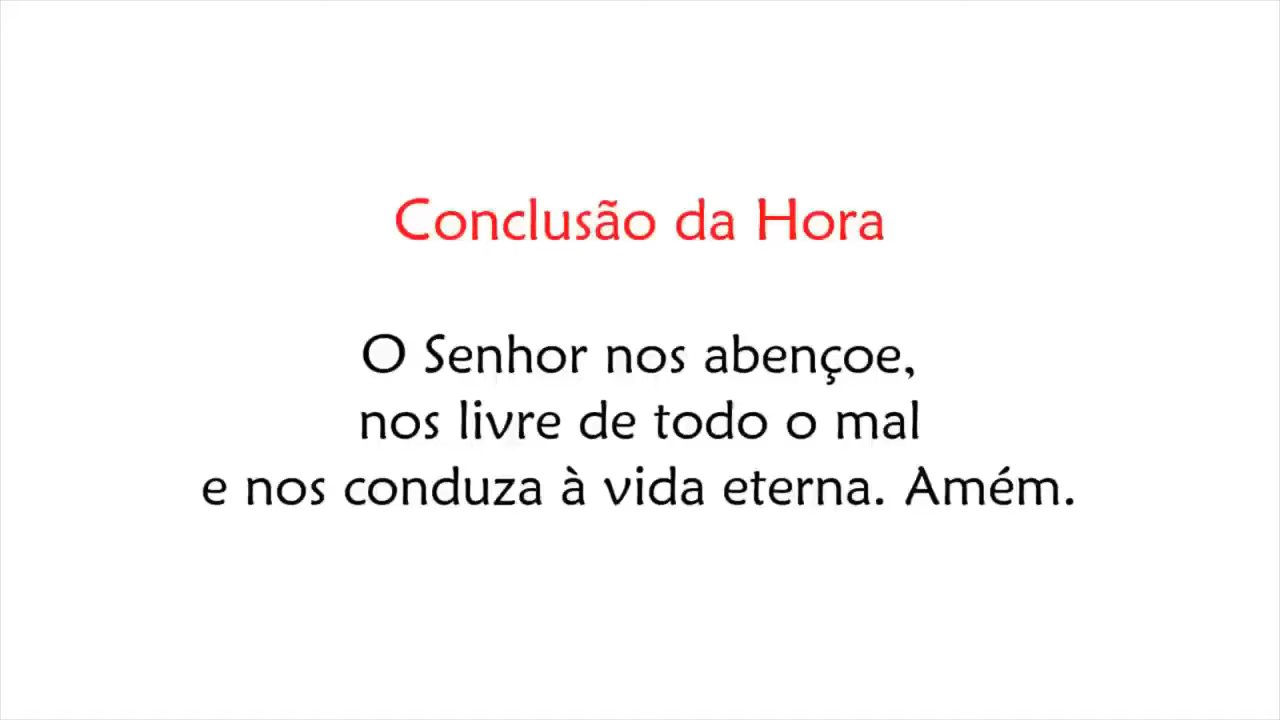 Conclusão da Hora
O Senhor nos abençoe,
nos livre de todo o mal
e nos conduza à vida eterna. Amém.